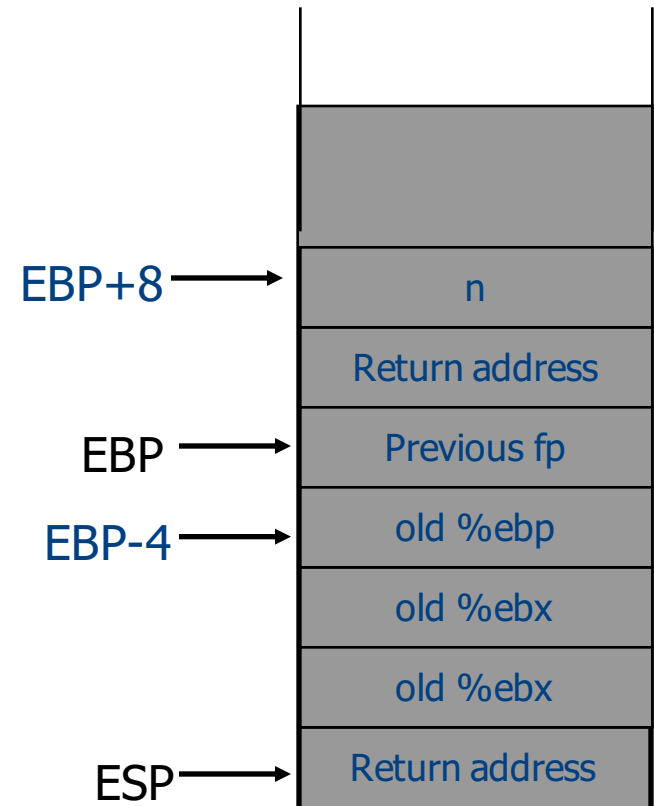 EBP+8
n
Return address
EBP
Previous fp
EBP-4
old %ebp
old %ebx
old %ebx
ESP
Return address